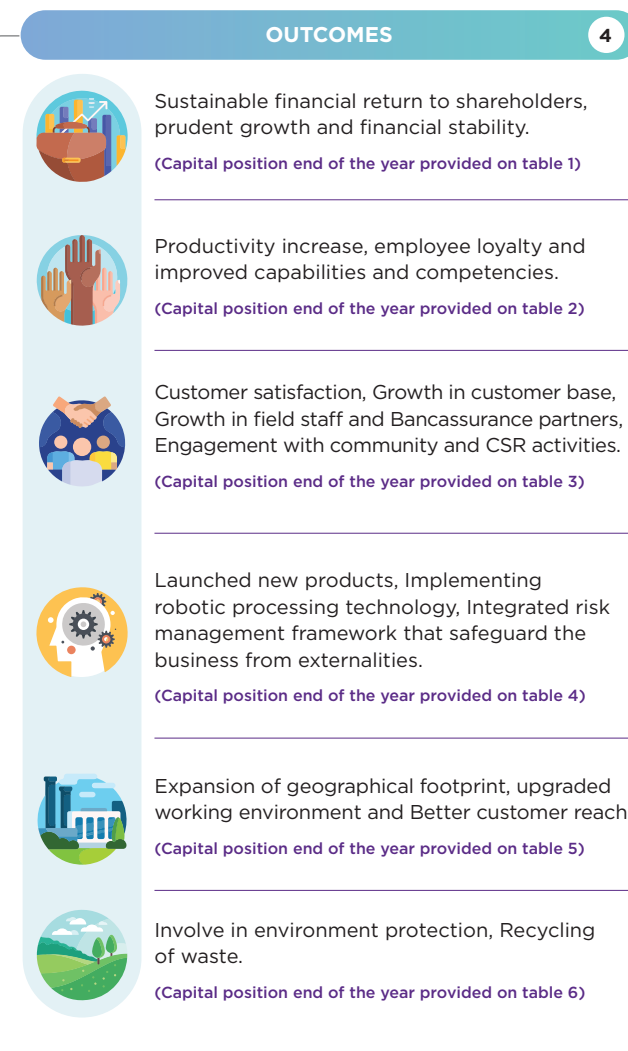 OUTCOMES
4
Sustainable financial return to shareholders,
prudent growth and financial stability.
(Capital position end of the year provided on table 1)
Productivity increase, employee loyalty and
improved capabilities and competencies.
(Capital position end of the year provided on table 2)
Customer satisfaction, Growth in customer base,
Growth in field staff and Bancassurance partners,
Engagement with community and CSR activities.
(Capital position end of the year provided on table 3)
Launched new products, Implementing
robotic processing technology, Integrated risk
management framework that safeguard the
business from externalities.
(Capital position end of the year provided on table 4)
Expansion of geographical footprint, upgraded
working environment and Better customer reach
(Capital position end of the year provided on table 5)
Involve in environment protection, Recycling
of waste.
(Capital position end of the year provided on table 6)